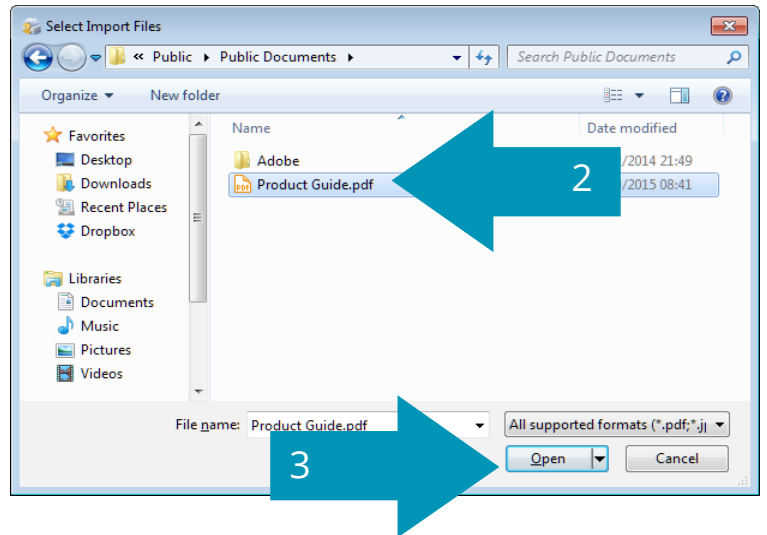 Select Import Files
« Public ▸ Public Documents ▸
Search Public Documents
Organize New folder
Name Date modified
Favorites
Desktop
Downloads
Recent Places
Dropbox
Libraries
Documents
Music
Pictures
Videos
Adobe /2014 21:49
PDF Product Guide.pdf /2015 08:41
2
File name: Product Guide.pdf All supported formats (*.pdf;*.j
Open Cancel
3